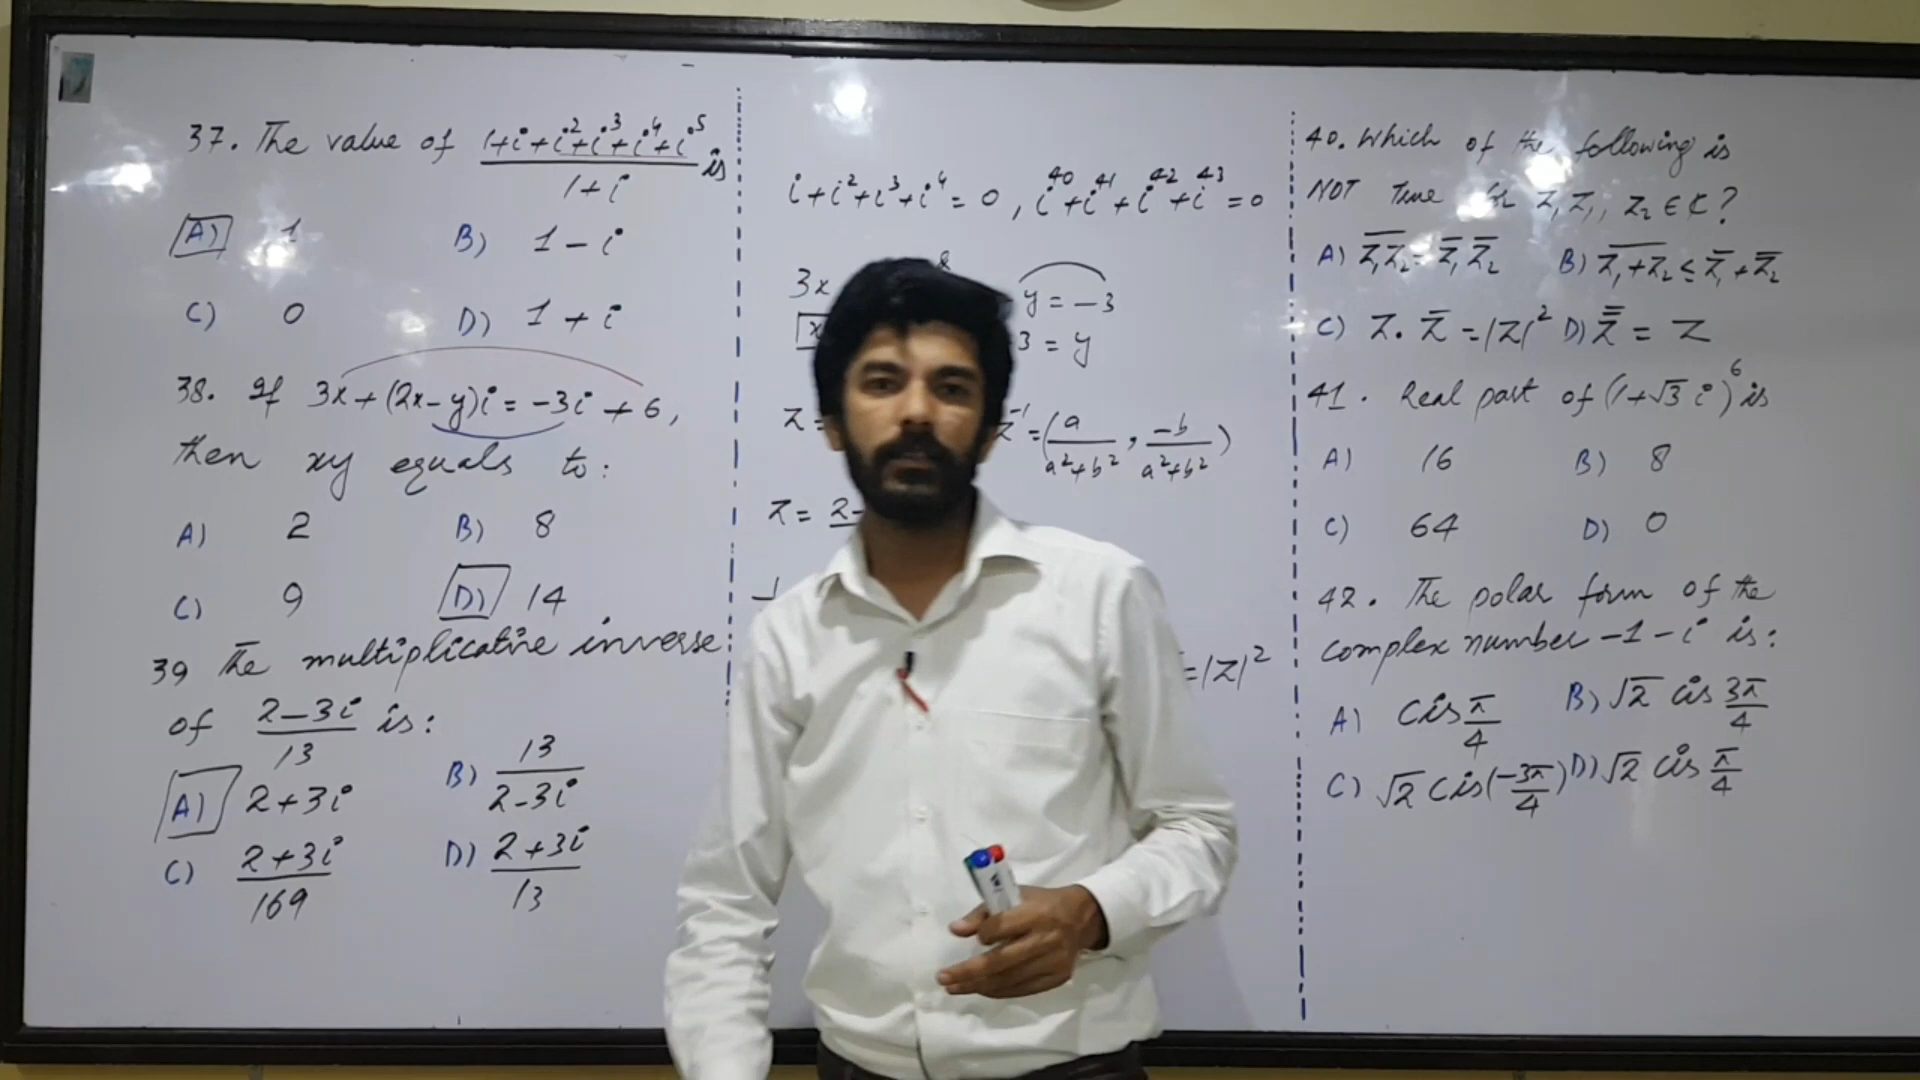 37. The value of (1+i+i²+i³+i⁴+i⁵)/(1+i) is
A) 1 B) 1-i
C) 0 D) 1+i
38. If 3x+(2x-y)i = -3i+6,
then xy equals to:
A) 2 B) 8
C) 9 D) 14
39 The multiplicative inverse
of (2-3i)/13 is:
A) 2+3i B) 13/(2-3i)
C) (2+3i)/169 D) (2+3i)/13
i+i²+i³+i⁴=0, i⁴⁰+i⁴¹+i⁴²+i⁴³=0
3x & y=-3
x 3=y
z= z⁻¹=(a/(a²+b²), -b/(a²+b²))
z= 2-
=|z|²
40. Which of the following is
NOT True for z, z₁, z₂ ∈ ℂ?
A) z̅₁̅z̅₂̅ = z̅₁ z̅₂ B) z̅₁̅+̅z̅₂̅ ≤ z̅₁+z̅₂
C) z.z̅ = |z|² D) z̿ = z
41. Real part of (1+√3 i)⁶ is
A) 16 B) 8
C) 64 D) 0
42. The polar form of the
complex number -1-i is:
A) cis π/4 B) √2 cis 3π/4
C) √2 cis(-3π/4) D) √2 cis π/4